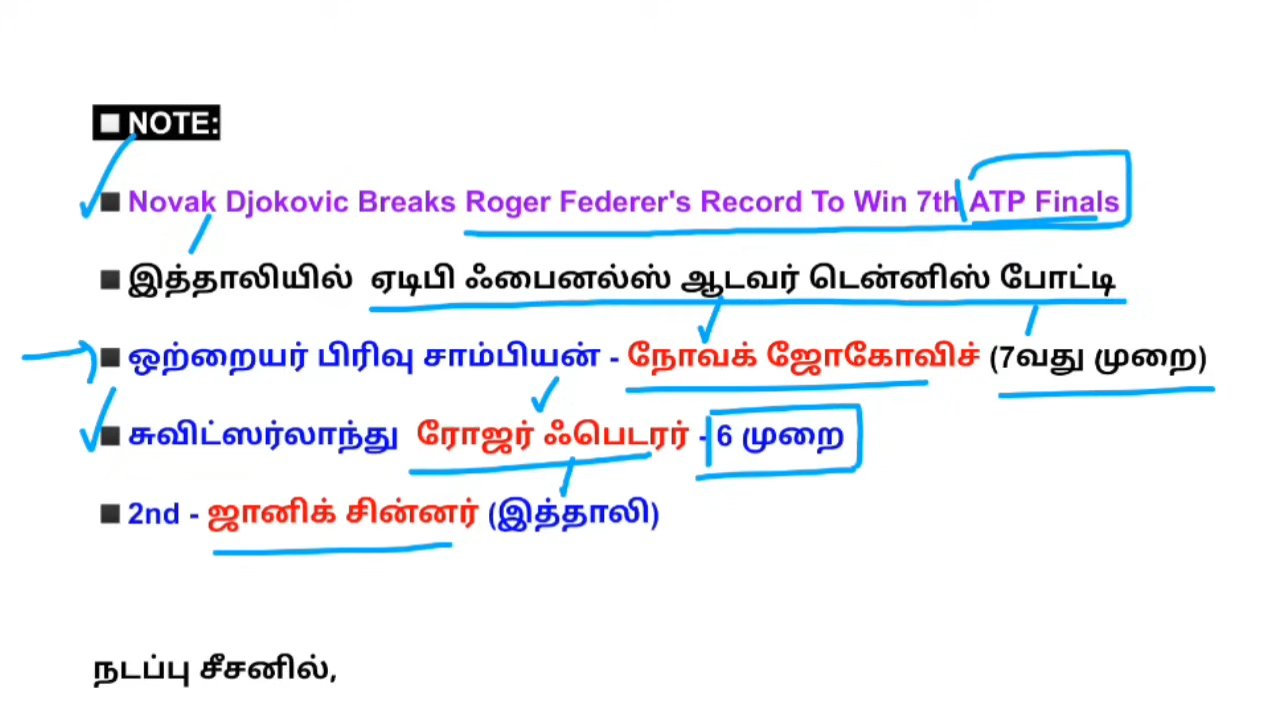 NOTE:
Novak Djokovic Breaks Roger Federer's Record To Win 7th ATP Finals
இத்தாலியில் ஏடிபி ஃபைனல்ஸ் ஆடவர் டென்னிஸ் போட்டி
ஒற்றையர் பிரிவு சாம்பியன் - நோவக் ஜோகோவிச் (7வது முறை)
சுவிட்ஸர்லாந்து ரோஜர் ஃபெடரர் - 6 முறை
2nd - ஜானிக் சின்னர் (இத்தாலி)
நடப்பு சீசனில்,